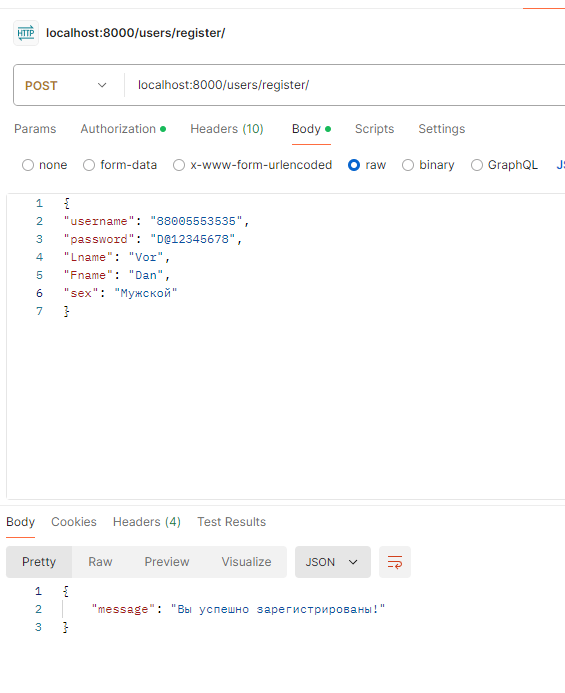 HTTP localhost:8000/users/register/
POST localhost:8000/users/register/
Params Authorization Headers (10) Body Scripts Settings
none form-data x-www-form-urlencoded raw binary GraphQL JS
1 {
2 "username": "88005553535",
3 "password": "D@12345678",
4 "Lname": "Vor",
5 "Fname": "Dan",
6 "sex": "Мужской"
7 }
Body Cookies Headers (4) Test Results
Pretty Raw Preview Visualize JSON
1 {
2 "message": "Вы успешно зарегистрированы!"
3 }